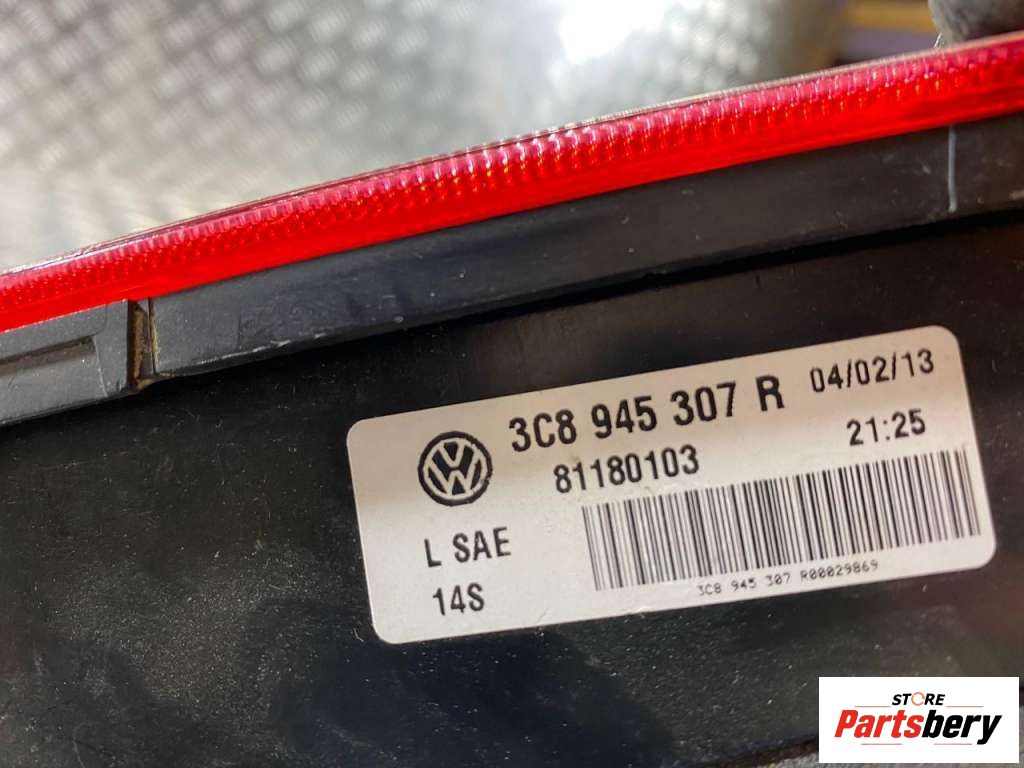 3C8 945 307 R 04/02/13
81180103 21:25
L SAE
14S
3C8 945 307 R00029869
STORE
Partsbery